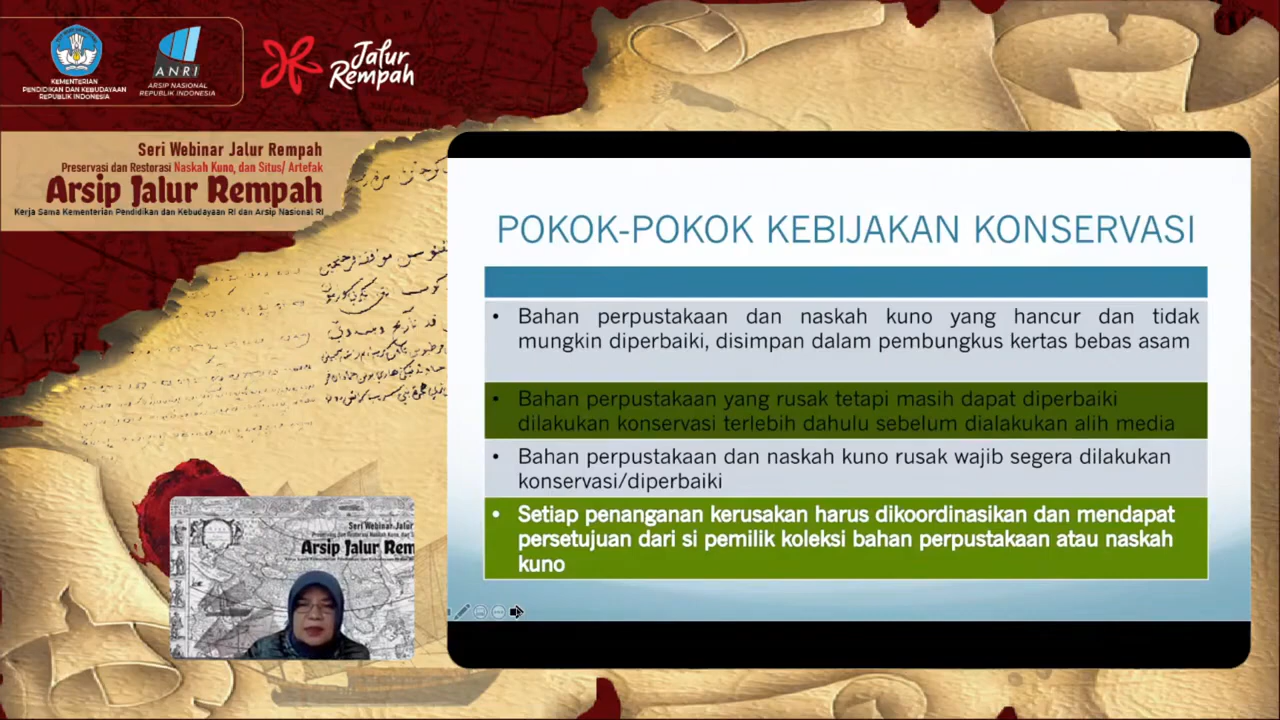 KEMENTERIAN
PENDIDIKAN DAN KEBUDAYAAN
REPUBLIK INDONESIA
ANRI
ARSIP NASIONAL
REPUBLIK INDONESIA
Jalur
Rempah
Seri Webinar Jalur Rempah
Preservasi dan Restorasi Naskah Kuno, dan Situs/ Artefak
Arsip Jalur Rempah
Kerja Sama Kementerian Pendidikan dan Kebudayaan RI dan Arsip Nasional RI
POKOK-POKOK KEBIJAKAN KONSERVASI
• Bahan perpustakaan dan naskah kuno yang hancur dan tidak
mungkin diperbaiki, disimpan dalam pembungkus kertas bebas asam
• Bahan perpustakaan yang rusak tetapi masih dapat diperbaiki
dilakukan konservasi terlebih dahulu sebelum dialakukan alih media
• Bahan perpustakaan dan naskah kuno rusak wajib segera dilakukan
konservasi/diperbaiki
• Setiap penanganan kerusakan harus dikoordinasikan dan mendapat
persetujuan dari si pemilik koleksi bahan perpustakaan atau naskah
kuno
Seri Webinar Jalur
Arsip Jalur Rem